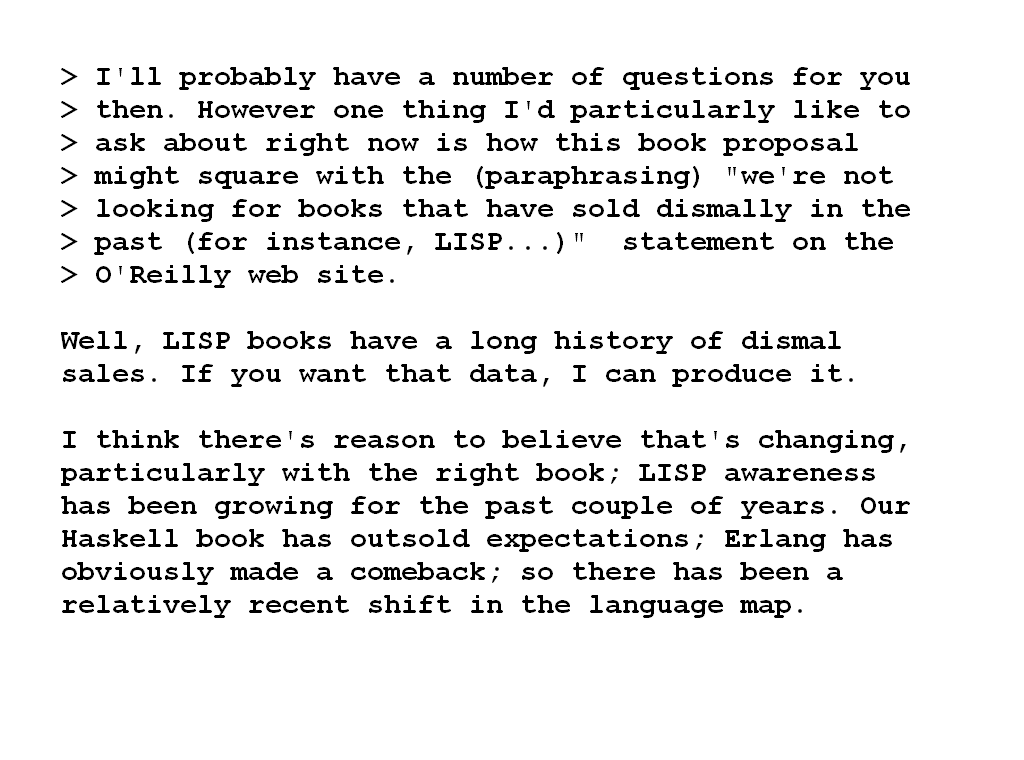 > I'll probably have a number of questions for you
> then. However one thing I'd particularly like to
> ask about right now is how this book proposal
> might square with the (paraphrasing) "we're not
> looking for books that have sold dismally in the
> past (for instance, LISP...)"  statement on the
> O'Reilly web site.
Well, LISP books have a long history of dismal
sales. If you want that data, I can produce it.
I think there's reason to believe that's changing,
particularly with the right book; LISP awareness
has been growing for the past couple of years. Our
Haskell book has outsold expectations; Erlang has
obviously made a comeback; so there has been a
relatively recent shift in the language map.